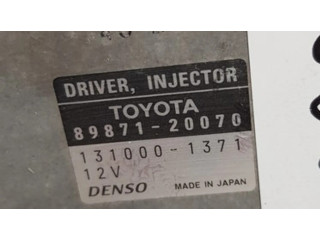 DRIVER, INJECTOR
TOYOTA
89871-20070
131000-1371
12V
DENSO MADE IN JAPAN